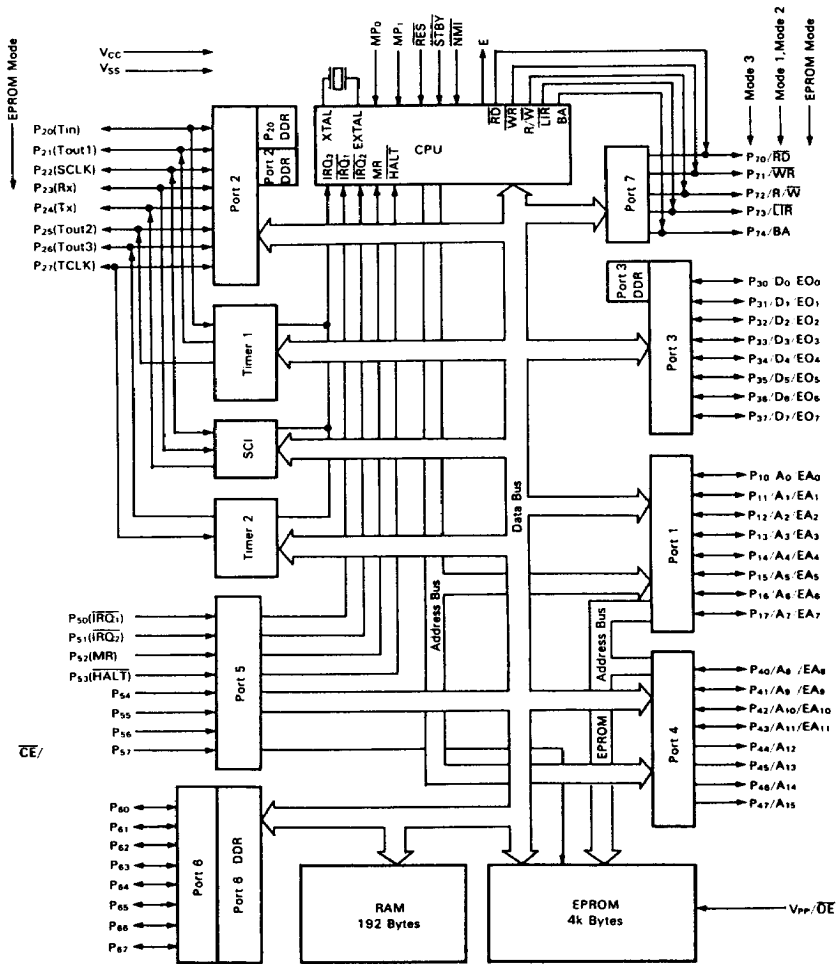 EPROM Mode
VCC
VSS
MP0
MP1
RES
STBY
NMI
E
Mode 3
Mode 1, Mode 2
EPROM Mode
XTAL
EXTAL
CPU
RD
WR
R/W
LIR
BA
IRQ3
IRQ1
IRQ2
MR
HALT
P20(Tin)
P21(Tout1)
P22(SCLK)
P23(Rx)
P24(Tx)
P25(Tout2)
P26(Tout3)
P27(TCLK)
Port 2
P20 DDR
Port 2 DDR
Port 7
P70/RD
P71/WR
P72/R/W
P73/LIR
P74/BA
Timer 1
SCI
Timer 2
Port 3 DDR
Port 3
P30 D0 EO0
P31/D1/EO1
P32/D2 EO2
P33/D3/EO3
P34/D4/EO4
P35/D5/EO5
P36/D6/EO6
P37/D7/EO7
Data Bus
Address Bus
Port 1
P10 A0 EA0
P11/A1/EA1
P12/A2/EA2
P13/A3/EA3
P14/A4/EA4
P15/A5/EA5
P16/A6/EA6
P17/A7/EA7
P50(IRQ1)
P51(IRQ2)
P52(MR)
P53(HALT)
P54
P55
P56
CE/ P57
Port 5
EPROM Address Bus
Port 4
P40/A8 /EA8
P41/A9 /EA9
P42/A10/EA10
P43/A11/EA11
P44/A12
P45/A13
P46/A14
P47/A15
P60
P61
P62
P63
P64
P65
P66
P67
Port 6
Port 6 DDR
RAM
192 Bytes
EPROM
4k Bytes
VPP/OE